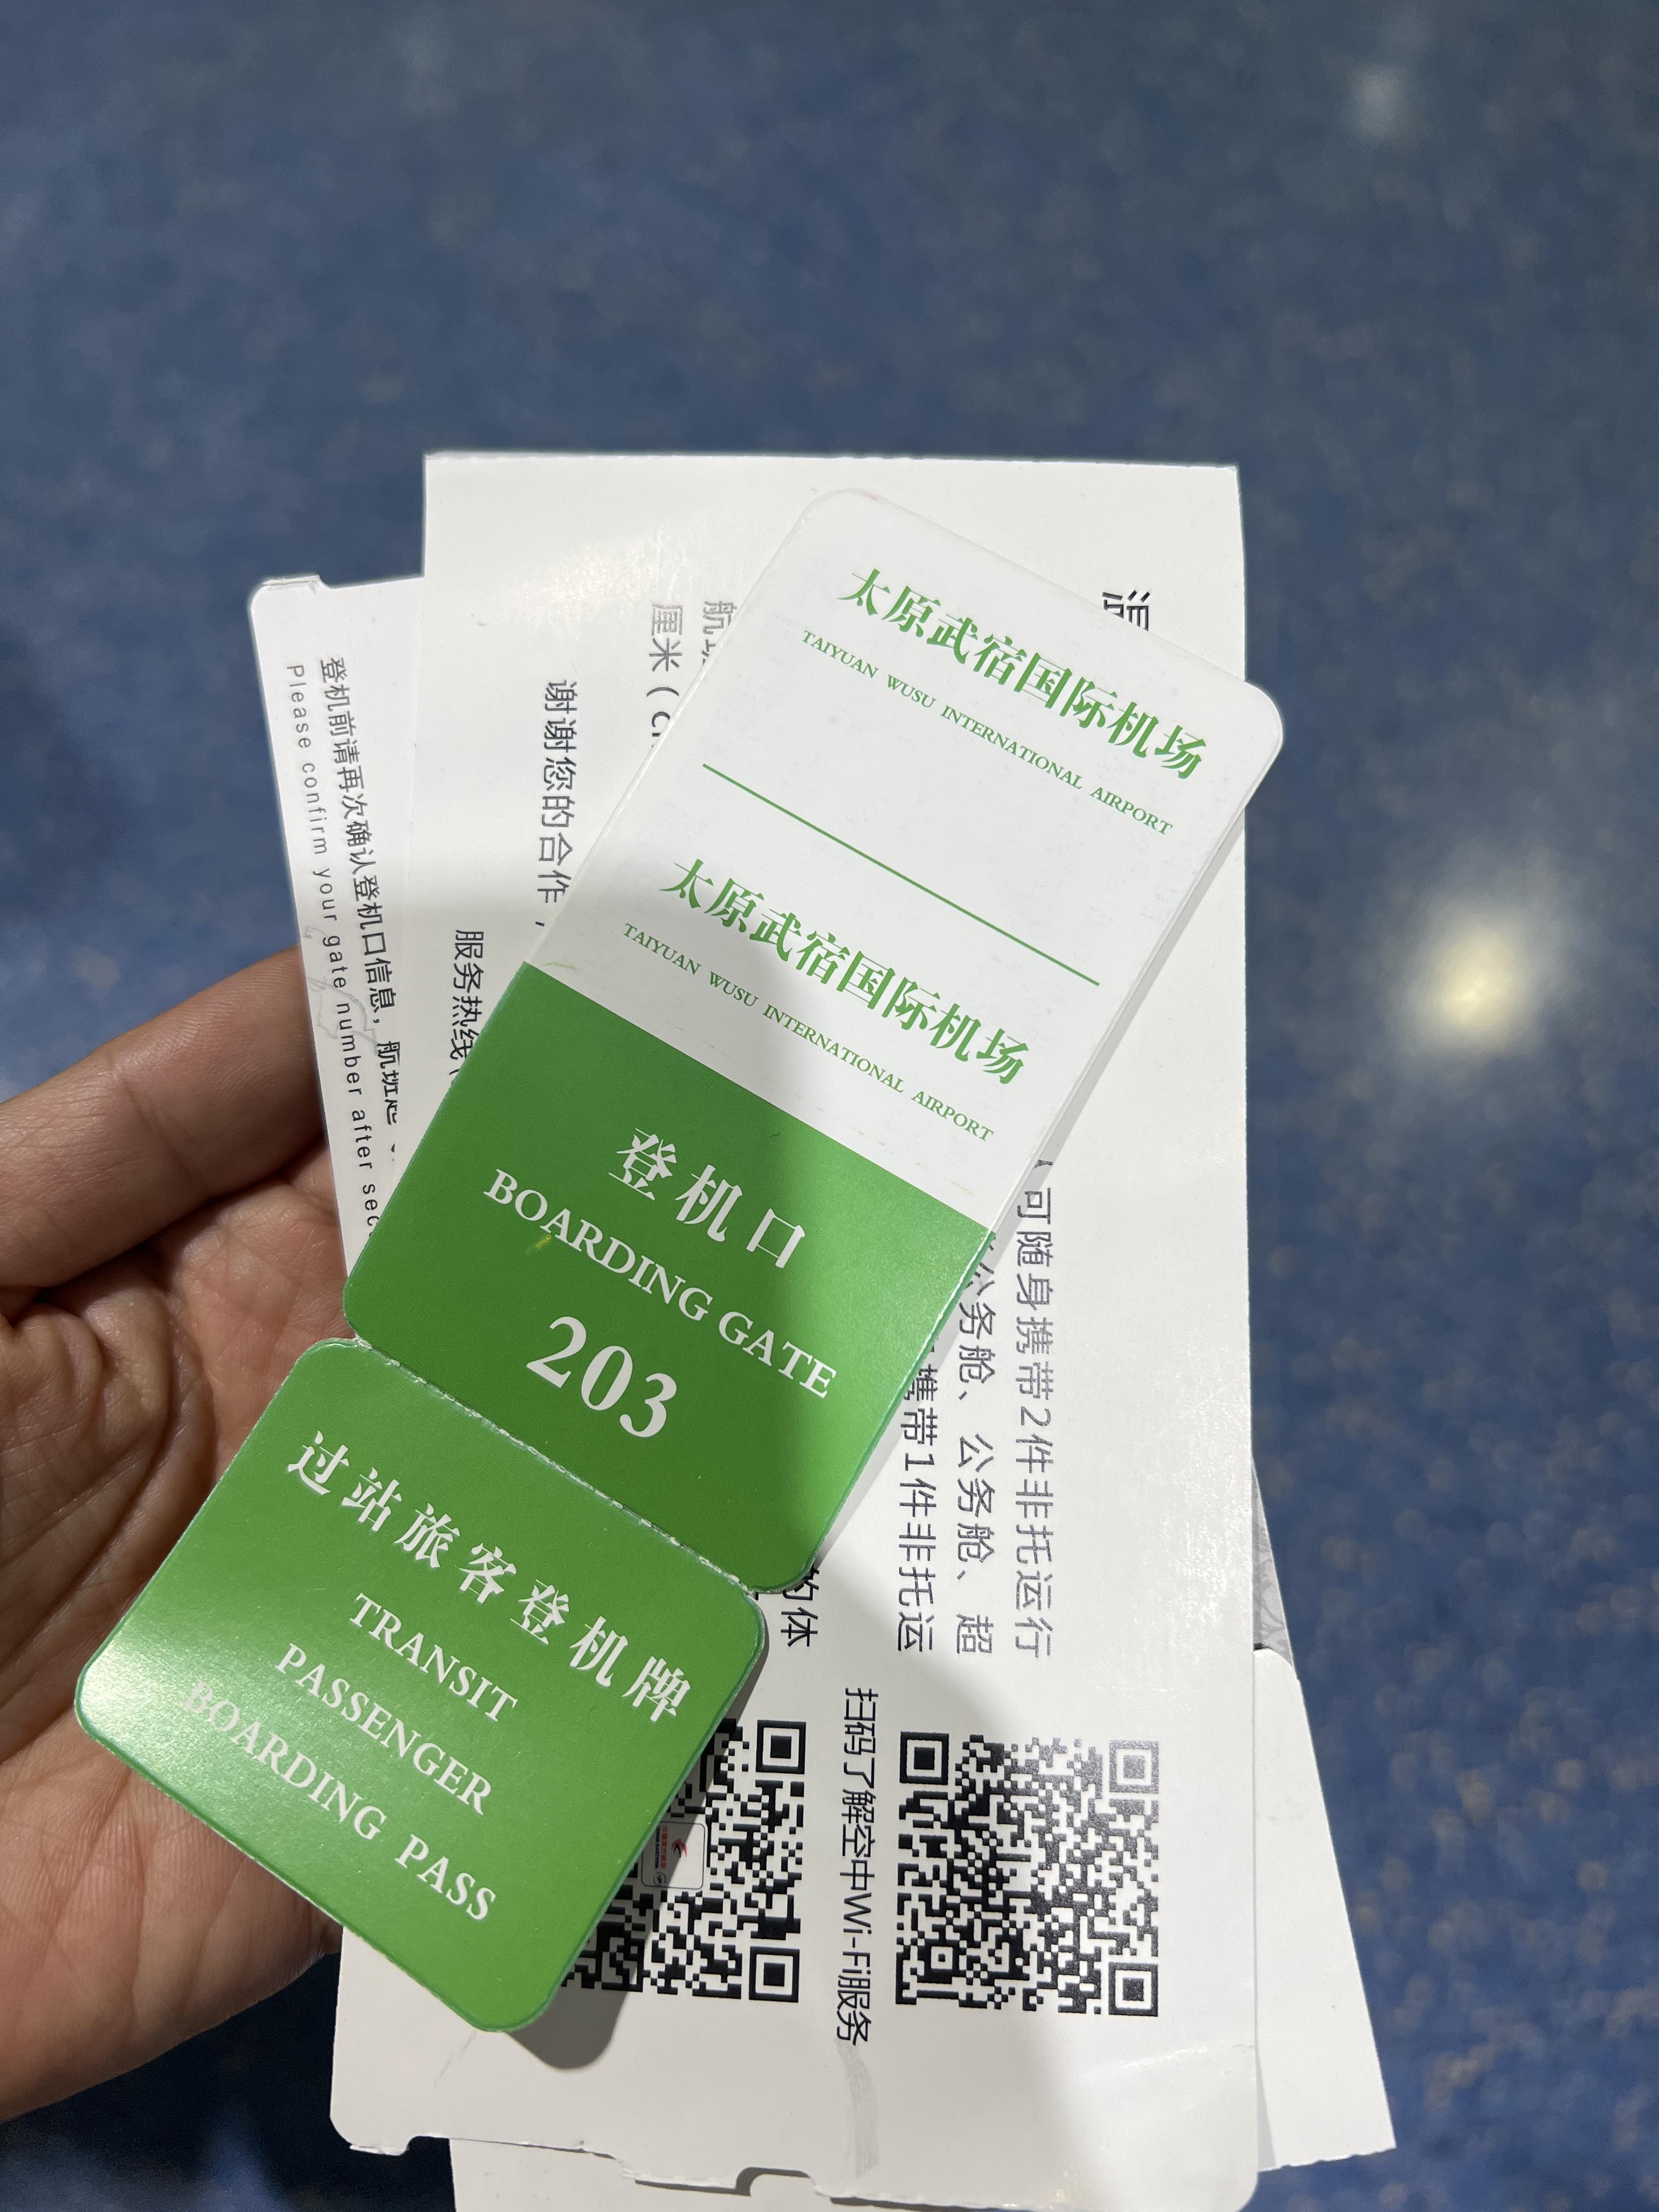 太原武宿国际机场
TAIYUAN WUSU INTERNATIONAL AIRPORT
太原武宿国际机场
TAIYUAN WUSU INTERNATIONAL AIRPORT
登机口
BOARDING GATE
203
过站旅客登机牌
TRANSIT
PASSENGER
BOARDING PASS
可随身携带2件非托运行
公务舱、公务舱、超
携带1件非托运
的体
厘米（
谢谢您的合作，
服务热线
扫码了解空中Wi-Fi服务
登机前请再次确认登机口信息，航班
Please confirm your gate number after